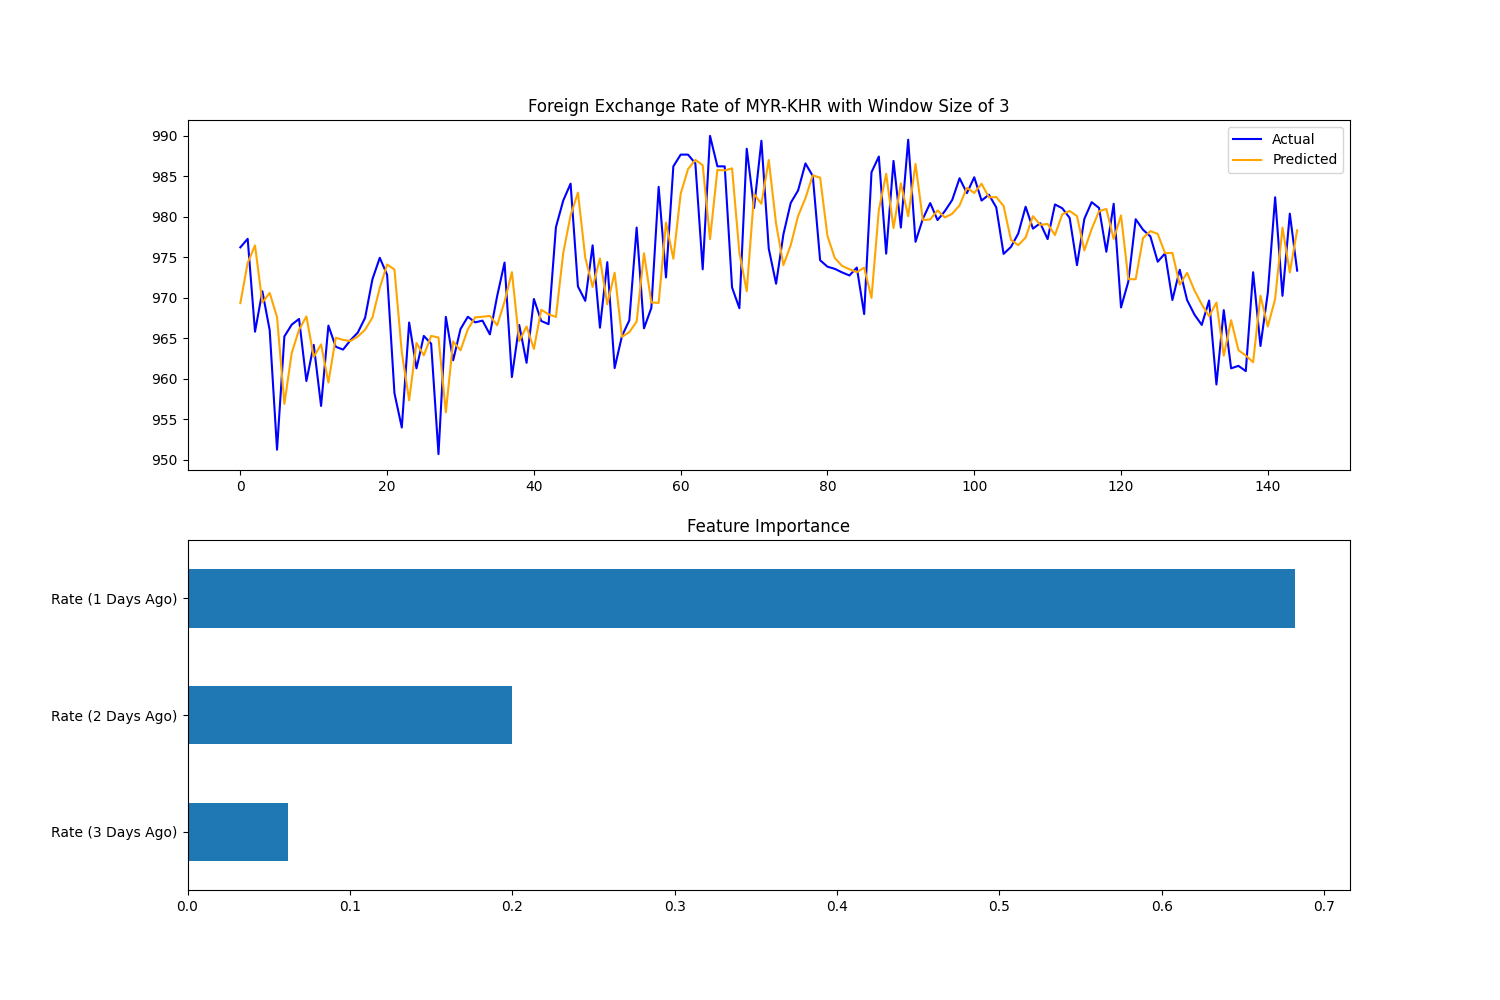 Foreign Exchange Rate of MYR-KHR with Window Size of 3
990
985
980
975
970
965
960
955
950
Actual
Predicted
0 20 40 60 80 100 120 140
Feature Importance
Rate (1 Days Ago)
Rate (2 Days Ago)
Rate (3 Days Ago)
0.0 0.1 0.2 0.3 0.4 0.5 0.6 0.7